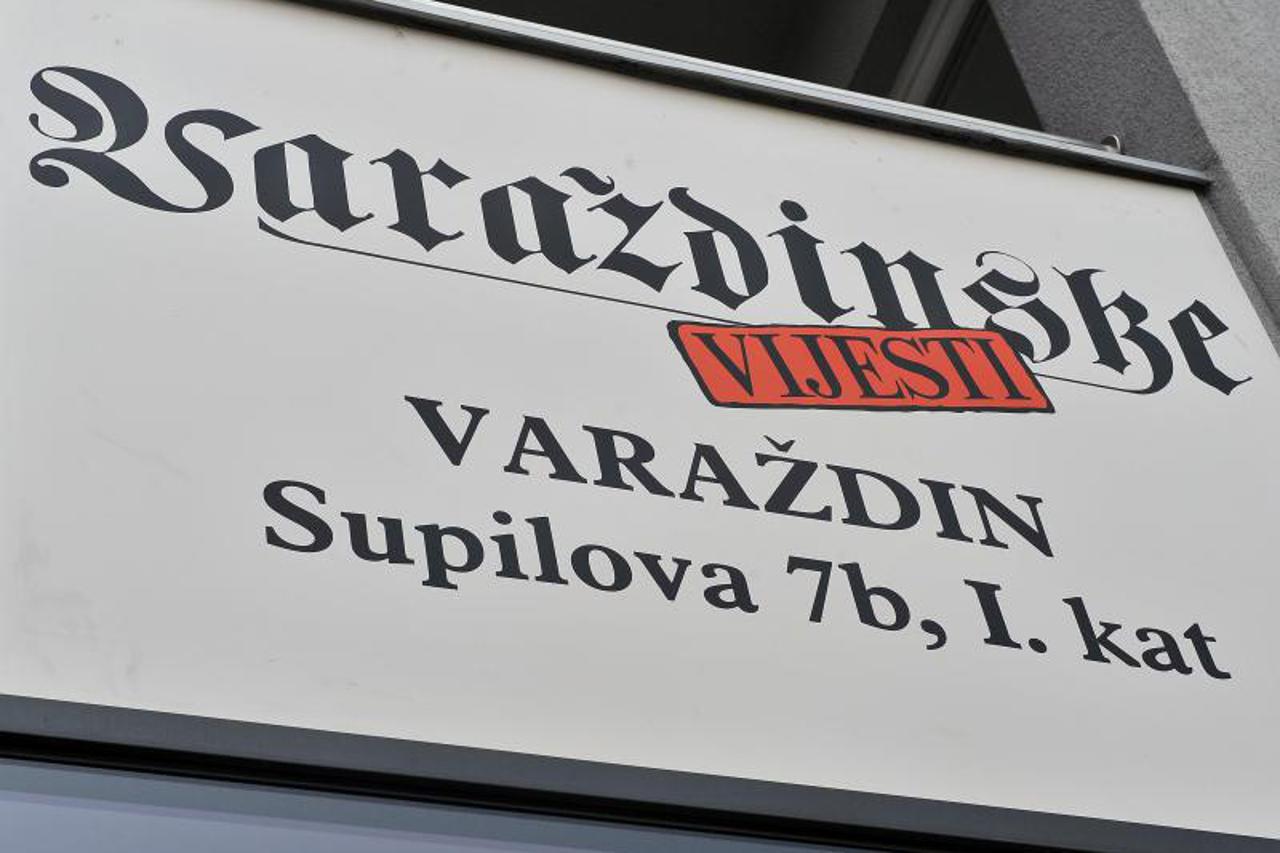 Varaždinske
VIJESTI
VARAŽDIN
Supilova 7b, I. kat